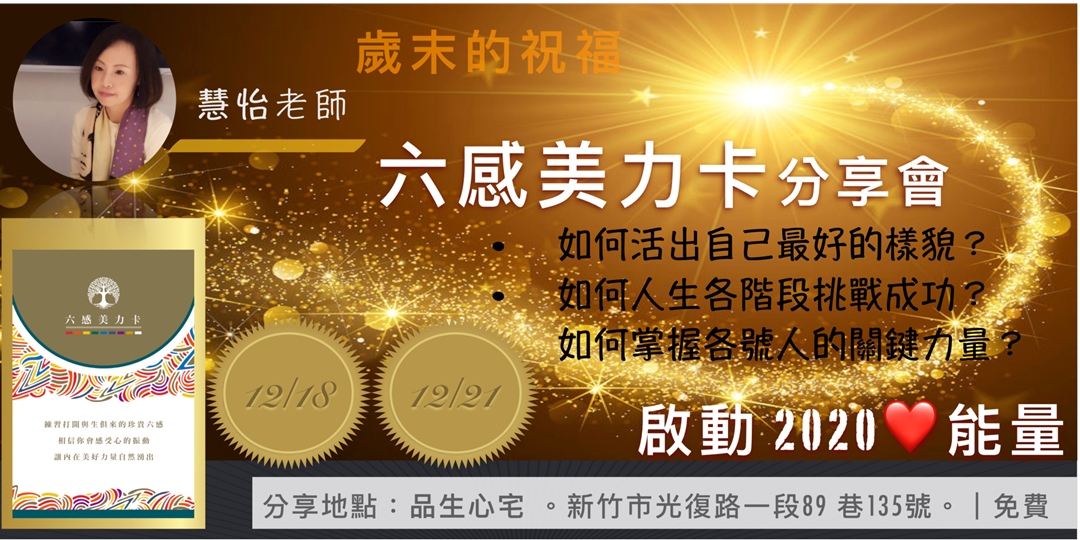 歲末的祝福
慧怡老師
六感美力卡分享會
• 如何活出自己最好的樣貌？
• 如何人生各階段挑戰成功？
如何掌握各號人的關鍵力量？
六感美力卡
練習打開與生俱來的珍貴六感
相信你會感受心的振動
讓內在美好力量自然湧出
12/18
12/21
啟動 2020❤️能量
分享地點：品生心宅 。新竹市光復路一段89 巷135號。｜免費